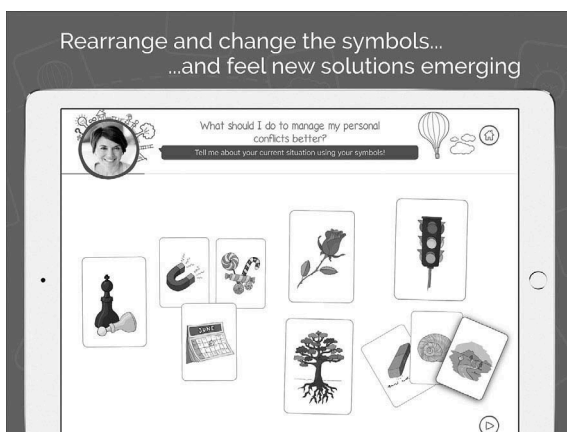 Rearrange and change the symbols...
...and feel new solutions emerging
What should I do to manage my personal
conflicts better?
Tell me about your current situation using your symbols!
JUNE